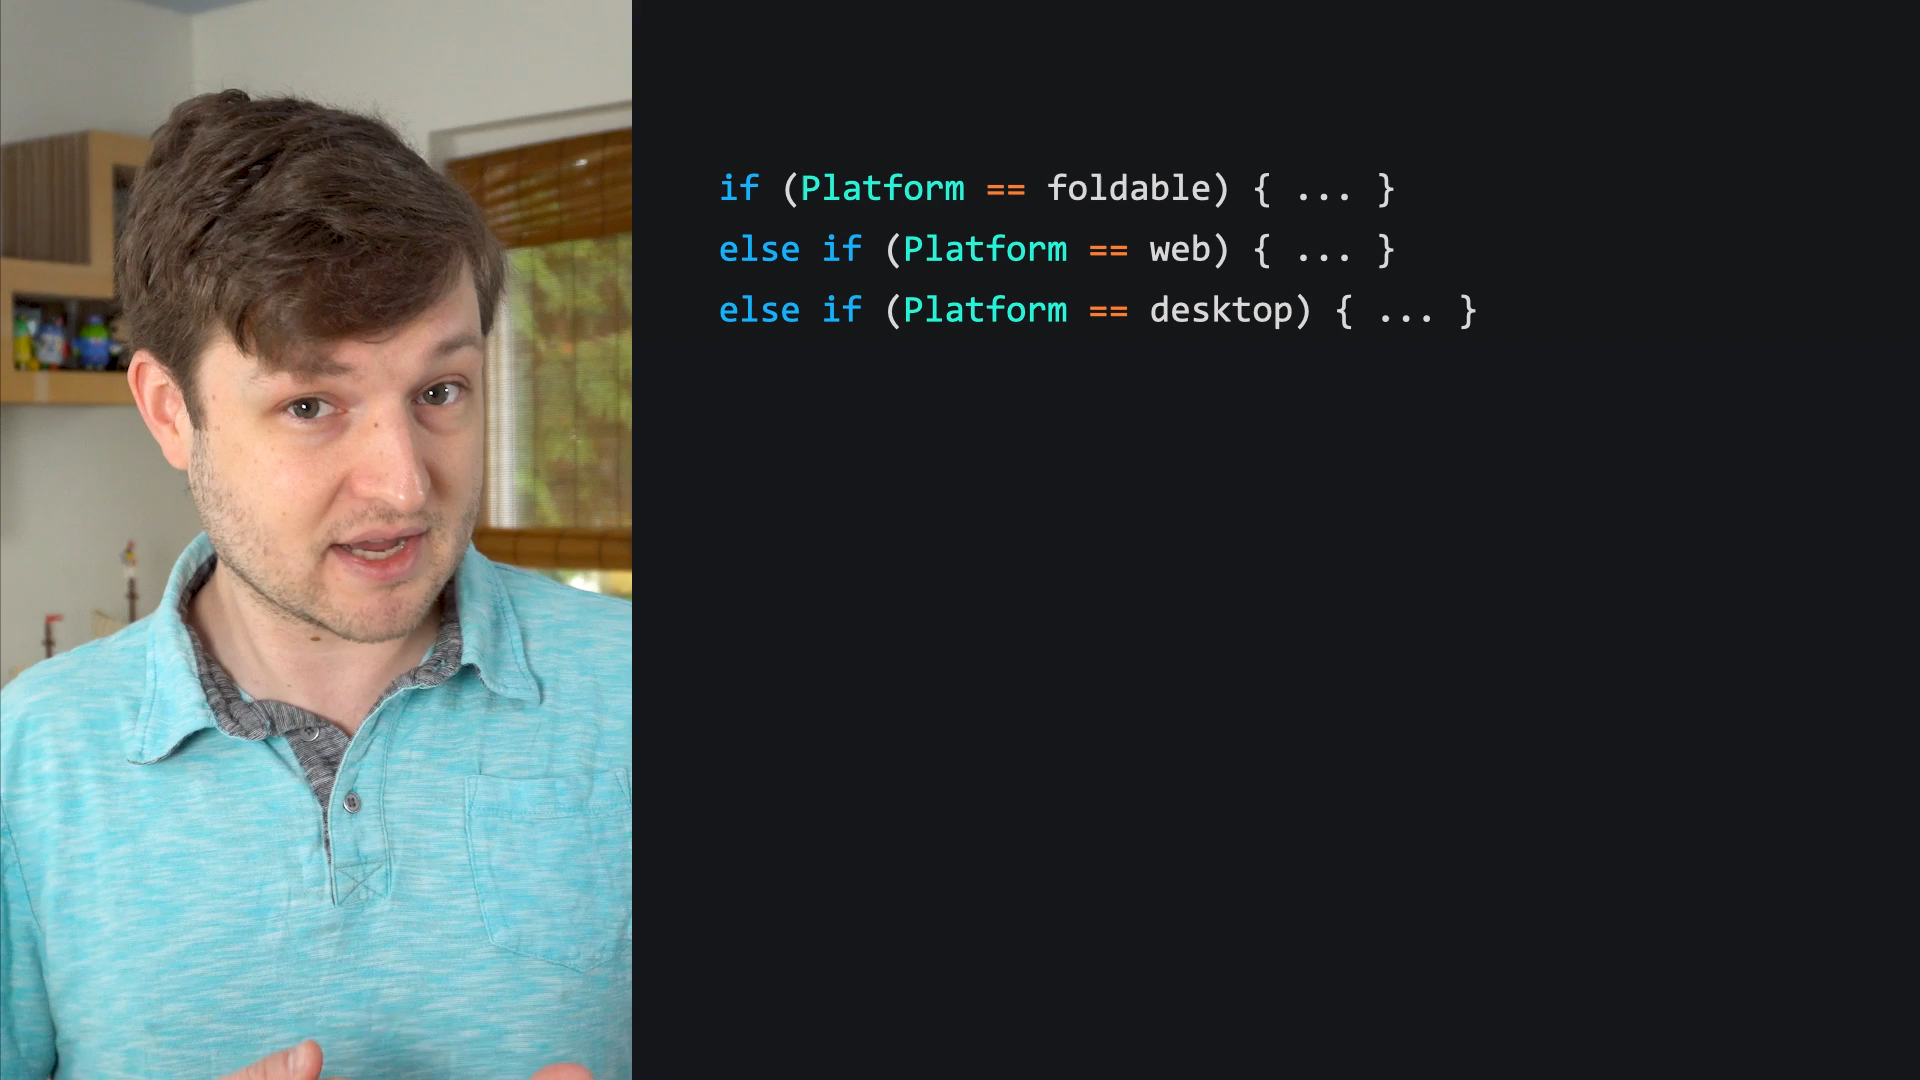 if (Platform == foldable) { ... }
else if (Platform == web) { ... }
else if (Platform == desktop) { ... }